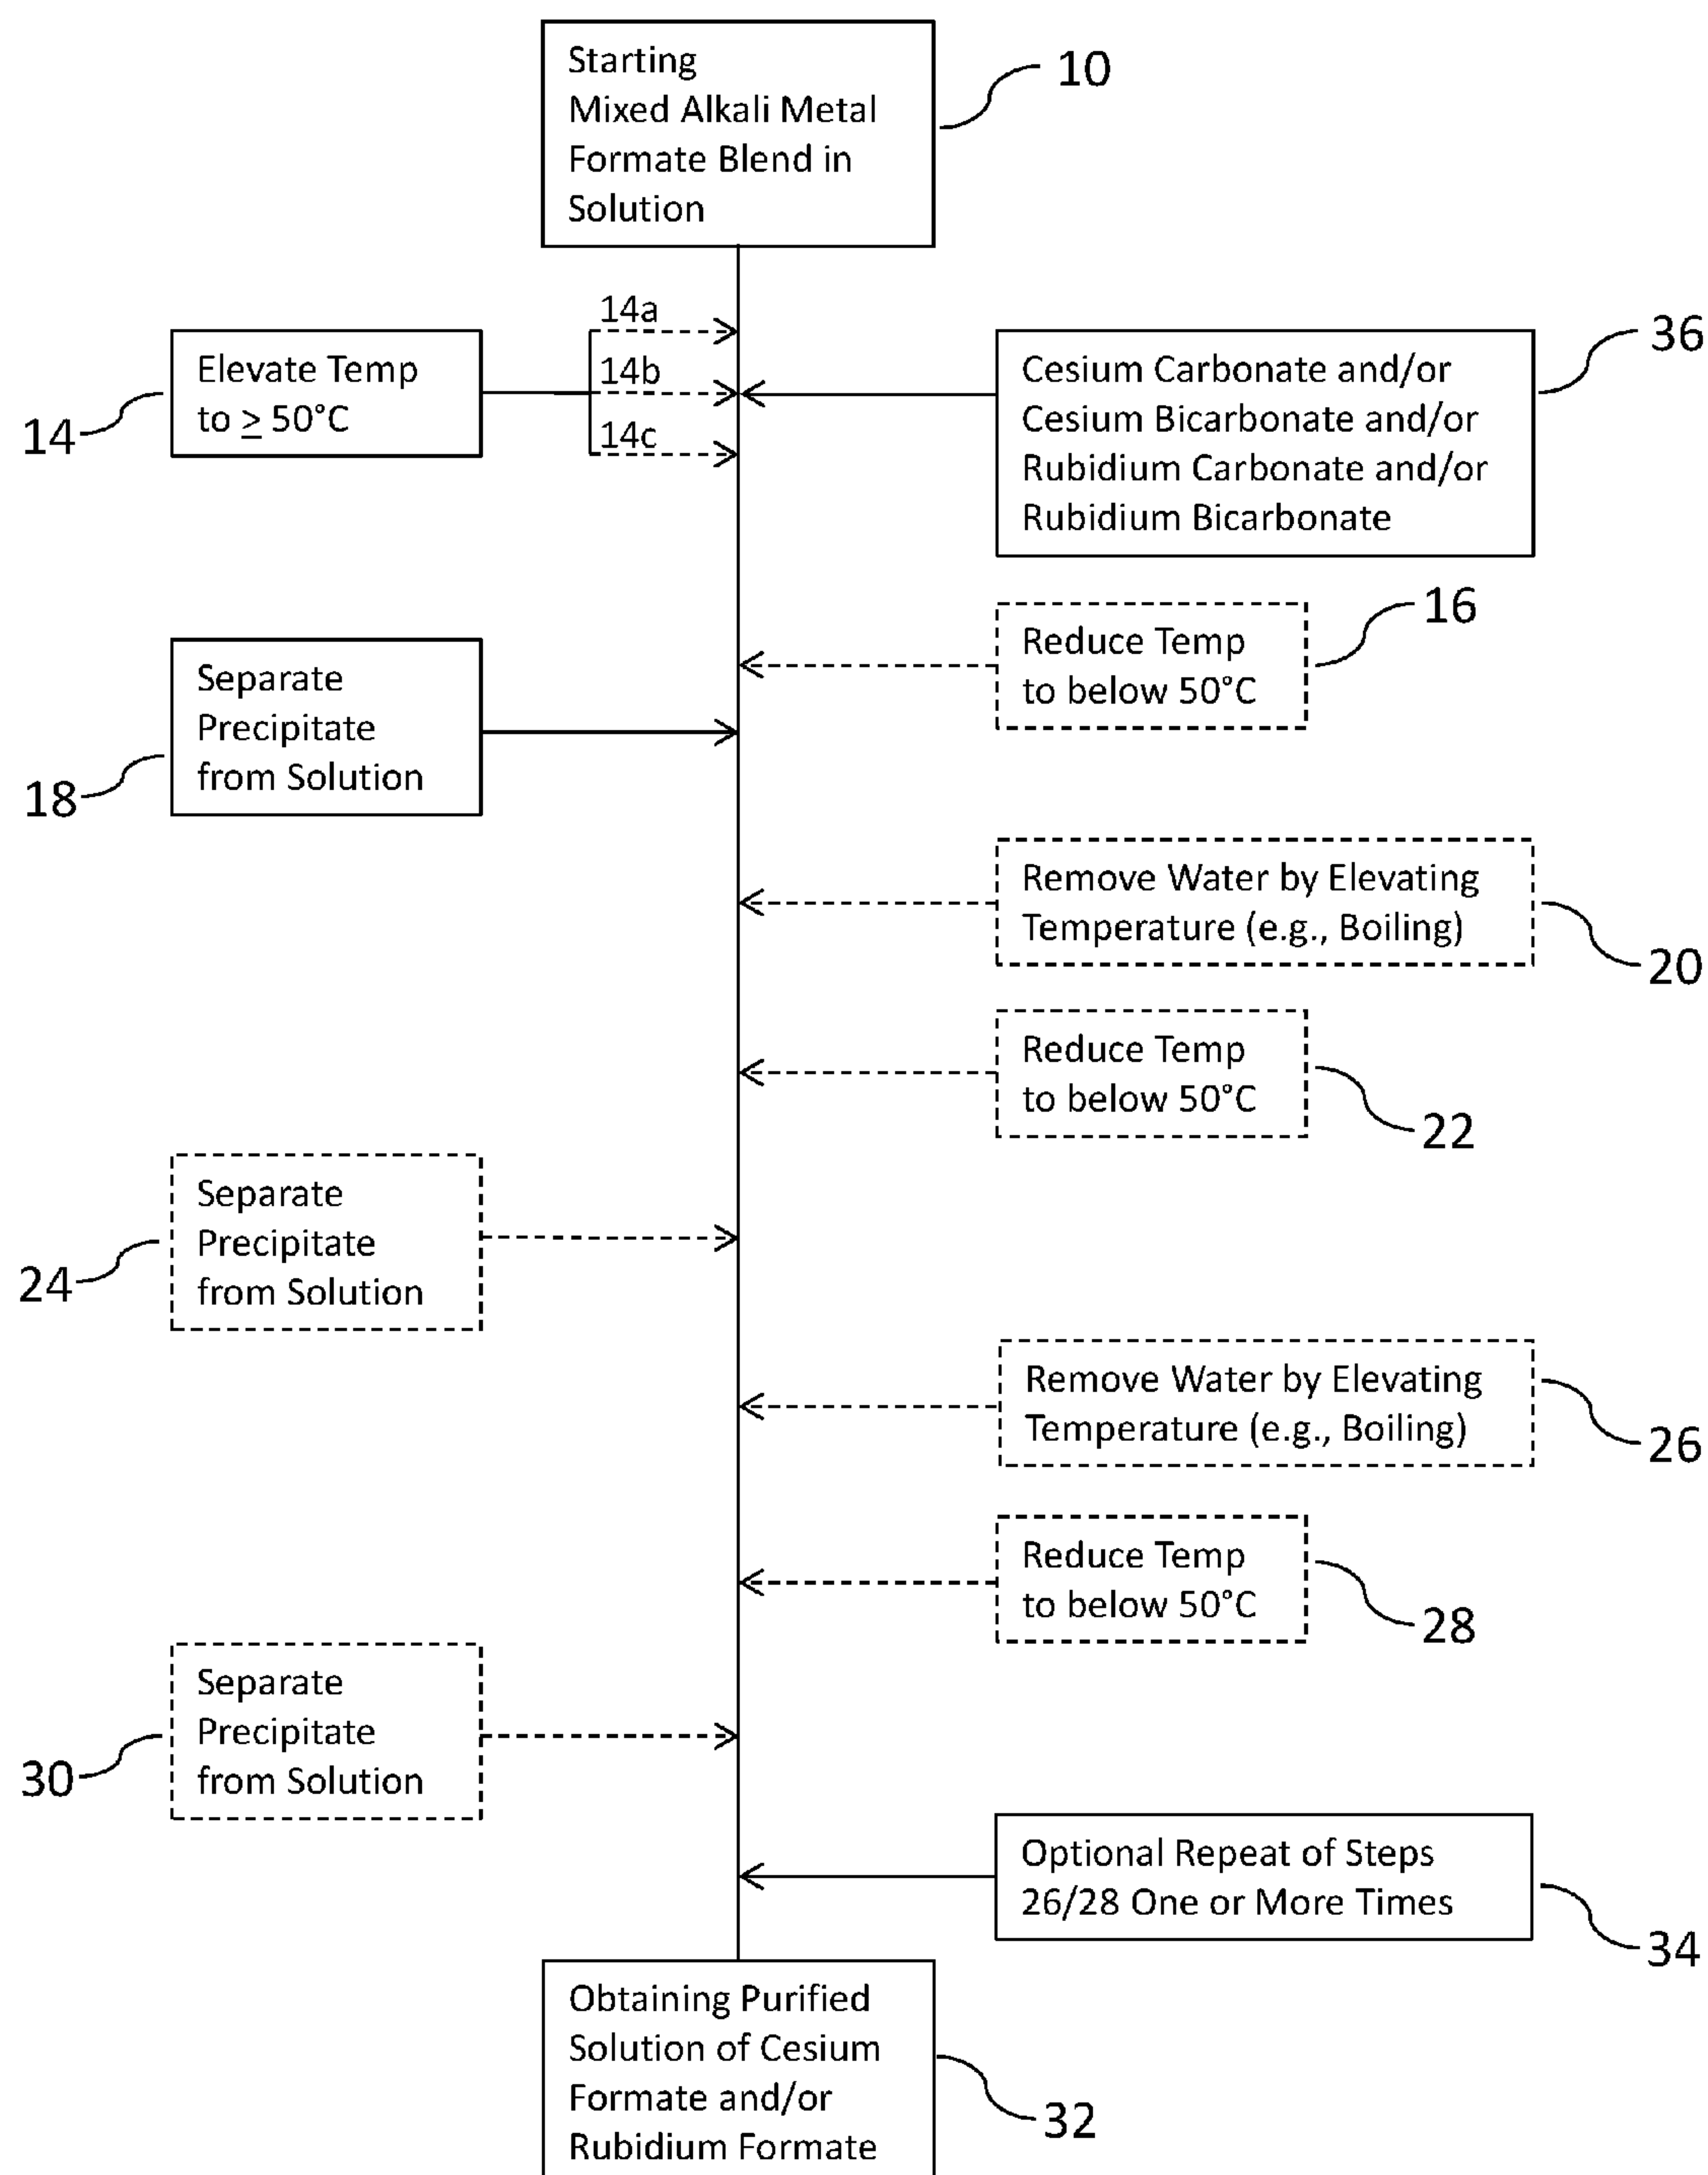 Starting
Mixed Alkali Metal
Formate Blend in
Solution
10
14a
14b
14c
Elevate Temp
to ≥ 50°C
14
Cesium Carbonate and/or
Cesium Bicarbonate and/or
Rubidium Carbonate and/or
Rubidium Bicarbonate
36
Reduce Temp
to below 50°C
16
Separate
Precipitate
from Solution
18
Remove Water by Elevating
Temperature (e.g., Boiling)
20
Reduce Temp
to below 50°C
22
Separate
Precipitate
from Solution
24
Remove Water by Elevating
Temperature (e.g., Boiling)
26
Reduce Temp
to below 50°C
28
Separate
Precipitate
from Solution
30
Optional Repeat of Steps
26/28 One or More Times
34
Obtaining Purified
Solution of Cesium
Formate and/or
Rubidium Formate
32